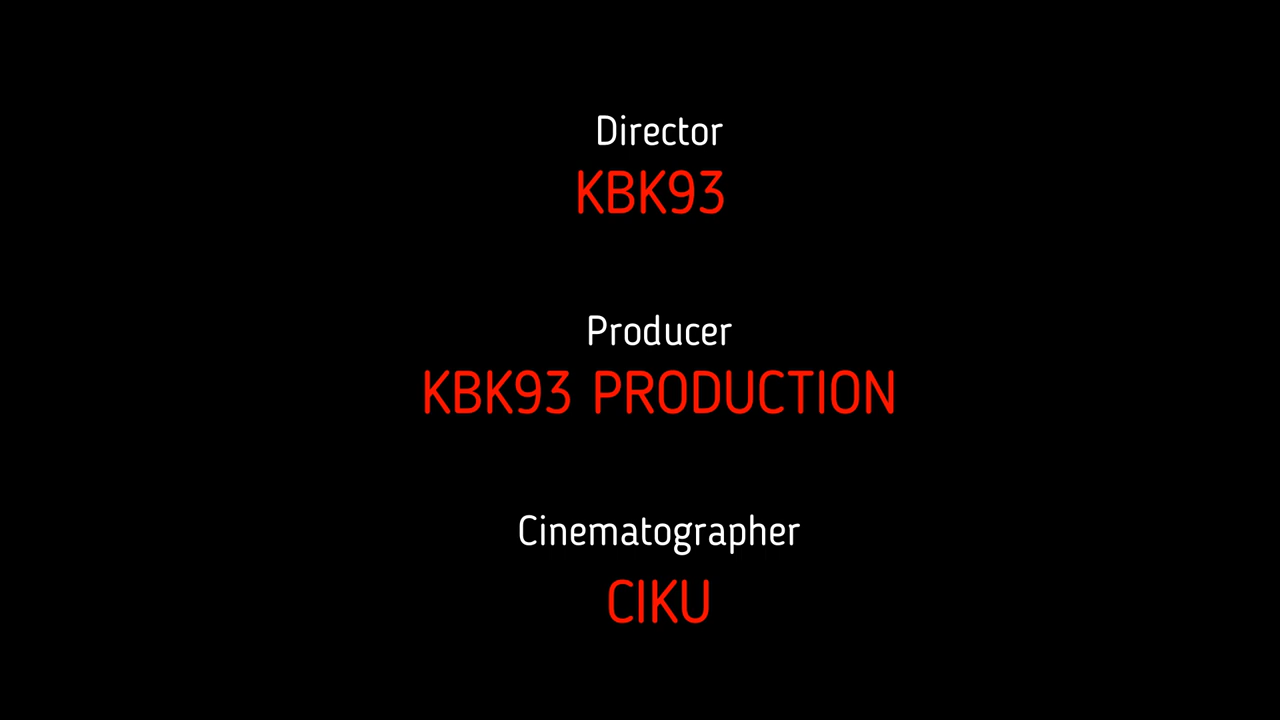 Director
KBK93
Producer
KBK93 PRODUCTION
Cinematographer
CIKU